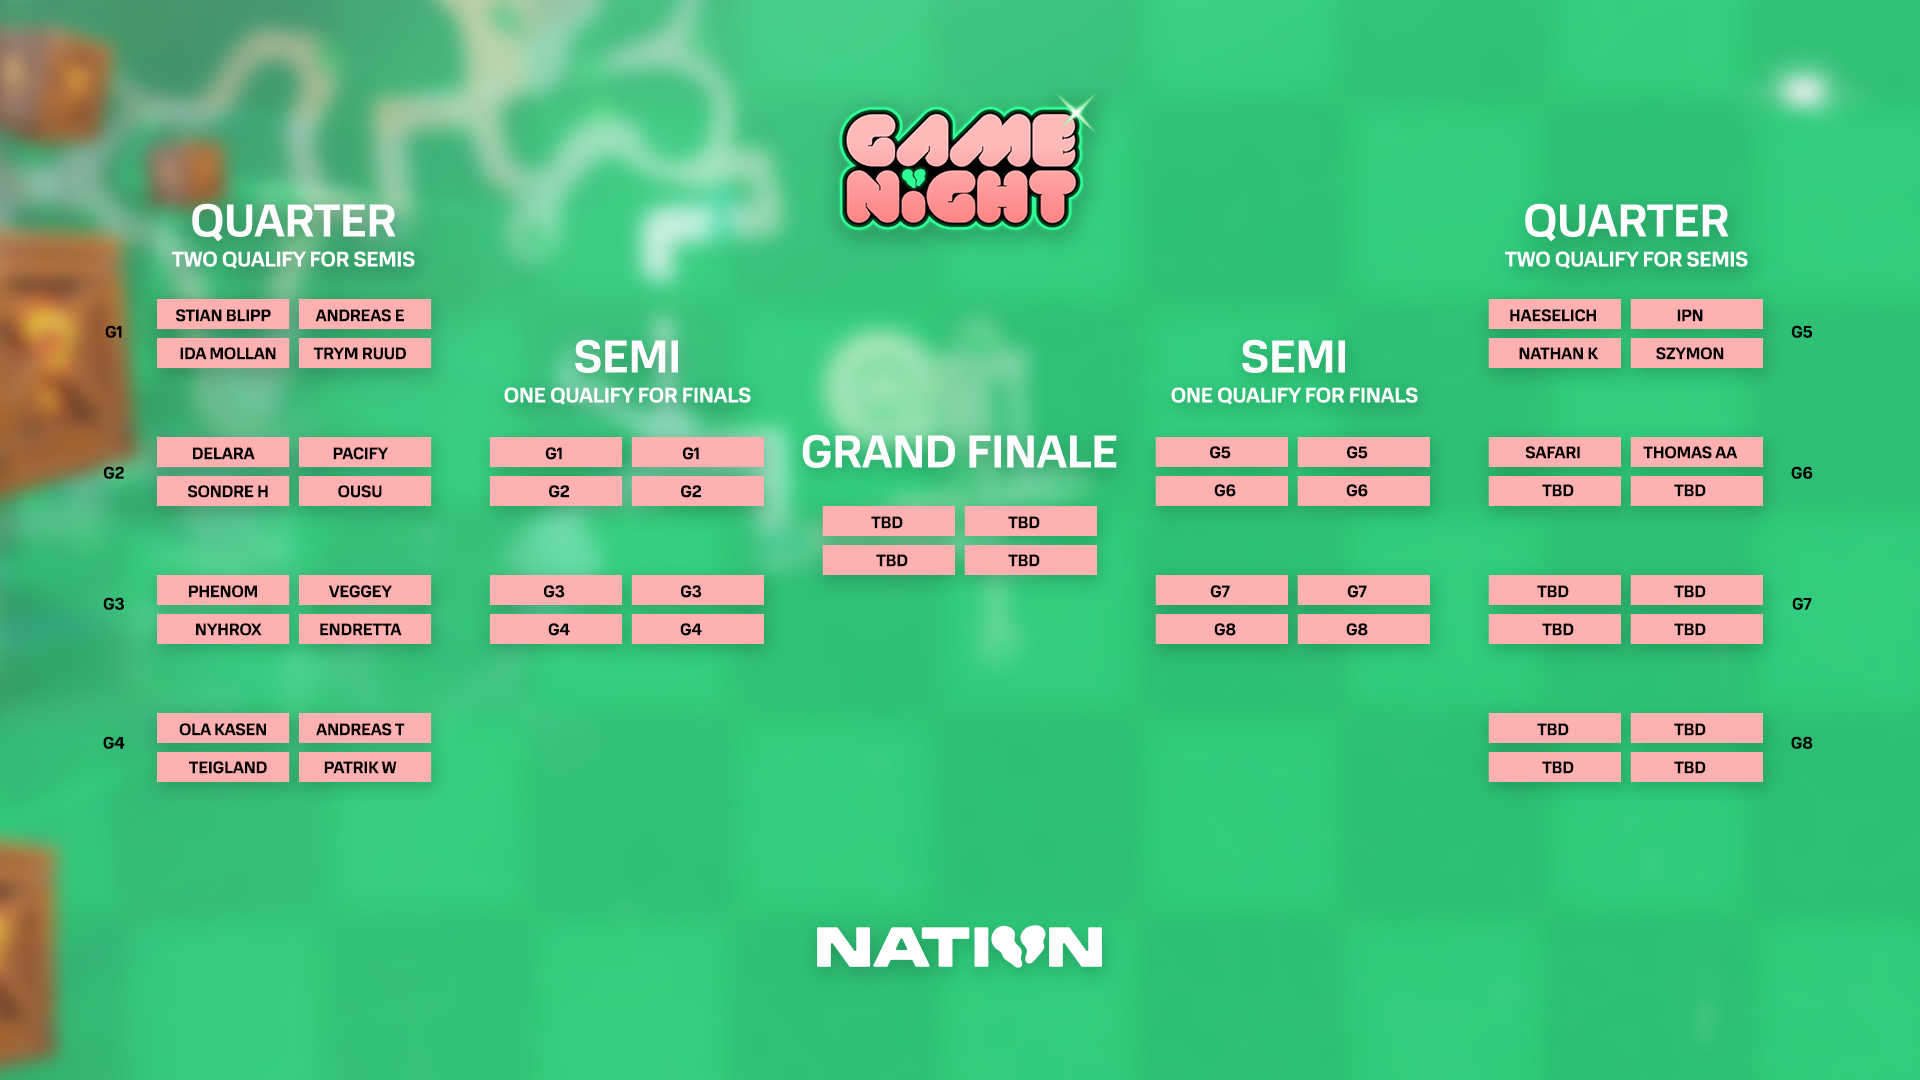 GAME
NIGHT
QUARTER
TWO QUALIFY FOR SEMIS
G1
STIAN BLIPP
ANDREAS E
IDA MOLLAN
TRYM RUUD
G2
DELARA
PACIFY
SONDRE H
OUSU
G3
PHENOM
VEGGEY
NYHROX
ENDRETTA
G4
OLA KASEN
ANDREAS T
TEIGLAND
PATRIK W
SEMI
ONE QUALIFY FOR FINALS
G1
G1
G2
G2
G3
G3
G4
G4
GRAND FINALE
TBD
TBD
TBD
TBD
SEMI
ONE QUALIFY FOR FINALS
G5
G5
G6
G6
G7
G7
G8
G8
QUARTER
TWO QUALIFY FOR SEMIS
HAESELICH
IPN
NATHAN K
SZYMON
G5
SAFARI
THOMAS AA
TBD
TBD
G6
TBD
TBD
TBD
TBD
G7
TBD
TBD
TBD
TBD
G8
NATION